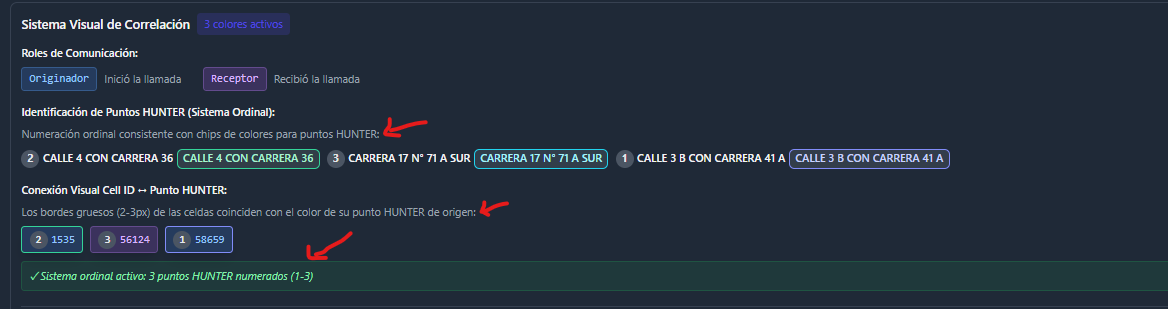 Sistema Visual de Correlación 3 colores activos
Roles de Comunicación:
Originador Inició la llamada Receptor Recibió la llamada
Identificación de Puntos HUNTER (Sistema Ordinal):
Numeración ordinal consistente con chips de colores para puntos HUNTER:
2 CALLE 4 CON CARRERA 36 CALLE 4 CON CARRERA 36 3 CARRERA 17 N° 71 A SUR CARRERA 17 N° 71 A SUR 1 CALLE 3 B CON CARRERA 41 A CALLE 3 B CON CARRERA 41 A
Conexión Visual Cell ID ↔ Punto HUNTER:
Los bordes gruesos (2-3px) de las celdas coinciden con el color de su punto HUNTER de origen:
2 1535 3 56124 1 58659
✓ Sistema ordinal activo: 3 puntos HUNTER numerados (1-3)